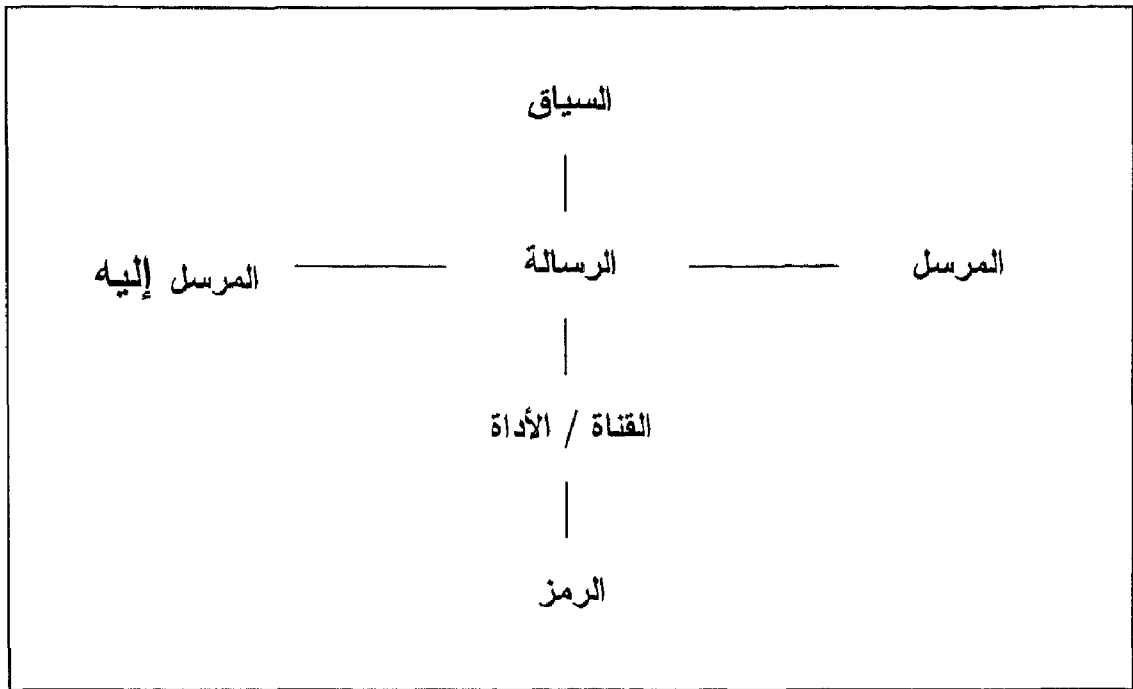 السياق
المرسل الرسالة المرسل إليه
القناة / الأداة
الرمز